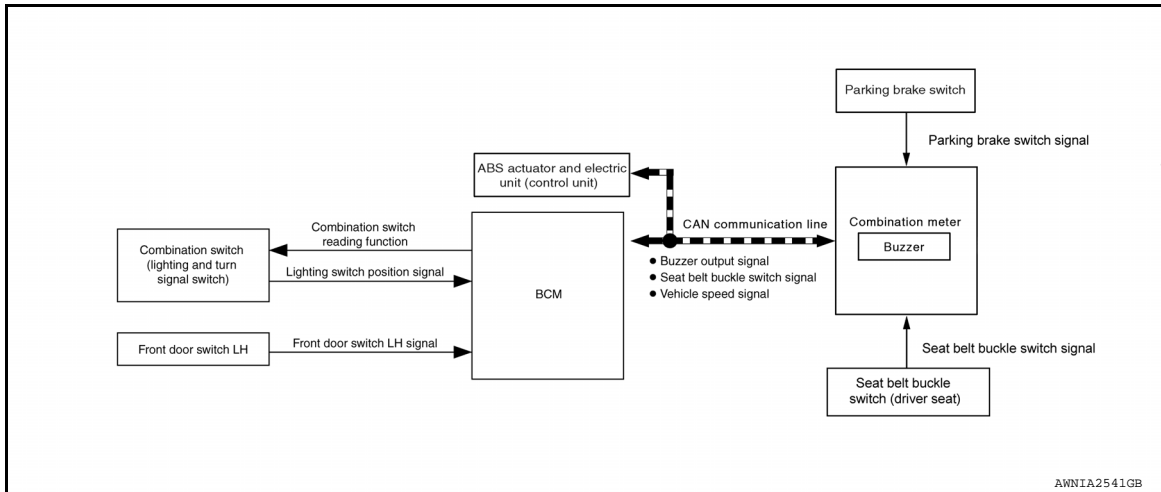 Parking brake switch
Parking brake switch signal
ABS actuator and electric
unit (control unit)
CAN communication line
Combination meter
Buzzer
Combination switch
reading function
Combination switch
(lighting and turn
signal switch)
Lighting switch position signal
● Buzzer output signal
● Seat belt buckle switch signal
● Vehicle speed signal
BCM
Front door switch LH
Front door switch LH signal
Seat belt buckle switch signal
Seat belt buckle
switch (driver seat)
AWNIA2541GB